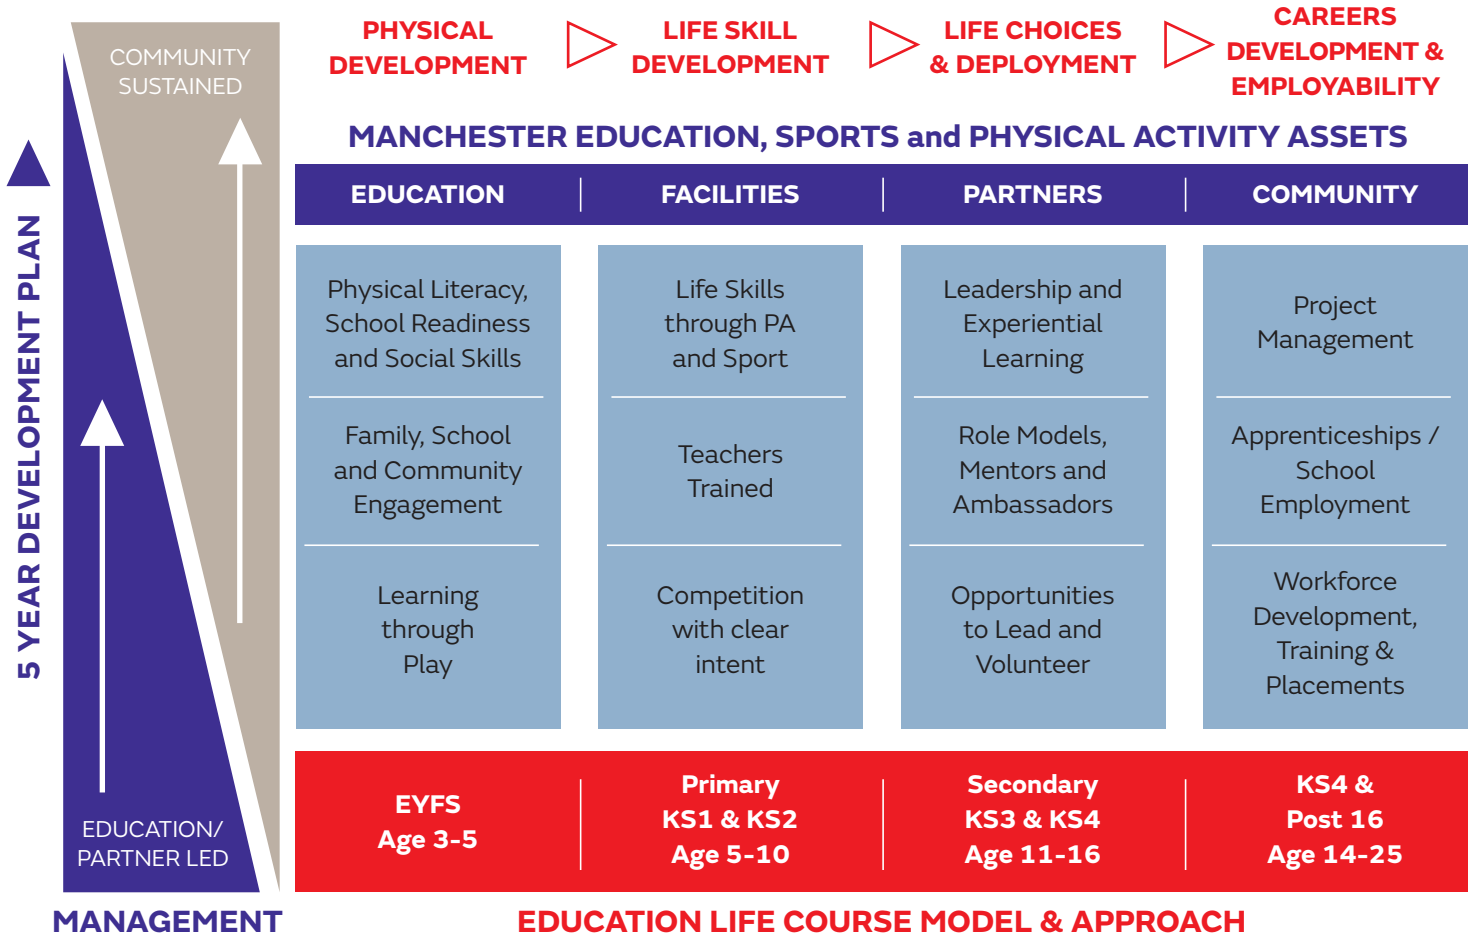 COMMUNITY
SUSTAINED
5 YEAR DEVELOPMENT PLAN
EDUCATION/
PARTNER LED
MANAGEMENT
PHYSICAL
DEVELOPMENT
LIFE SKILL
DEVELOPMENT
LIFE CHOICES
& DEPLOYMENT
CAREERS
DEVELOPMENT &
EMPLOYABILITY
MANCHESTER EDUCATION, SPORTS and PHYSICAL ACTIVITY ASSETS
EDUCATION
FACILITIES
PARTNERS
COMMUNITY
Physical Literacy,
School Readiness
and Social Skills
Family, School
and Community
Engagement
Learning
through
Play
Life Skills
through PA
and Sport
Teachers
Trained
Competition
with clear
intent
Leadership and
Experiential
Learning
Role Models,
Mentors and
Ambassadors
Opportunities
to Lead and
Volunteer
Project
Management
Apprenticeships /
School
Employment
Workforce
Development,
Training &
Placements
EYFS
Age 3-5
Primary
KS1 & KS2
Age 5-10
Secondary
KS3 & KS4
Age 11-16
KS4 &
Post 16
Age 14-25
EDUCATION LIFE COURSE MODEL & APPROACH